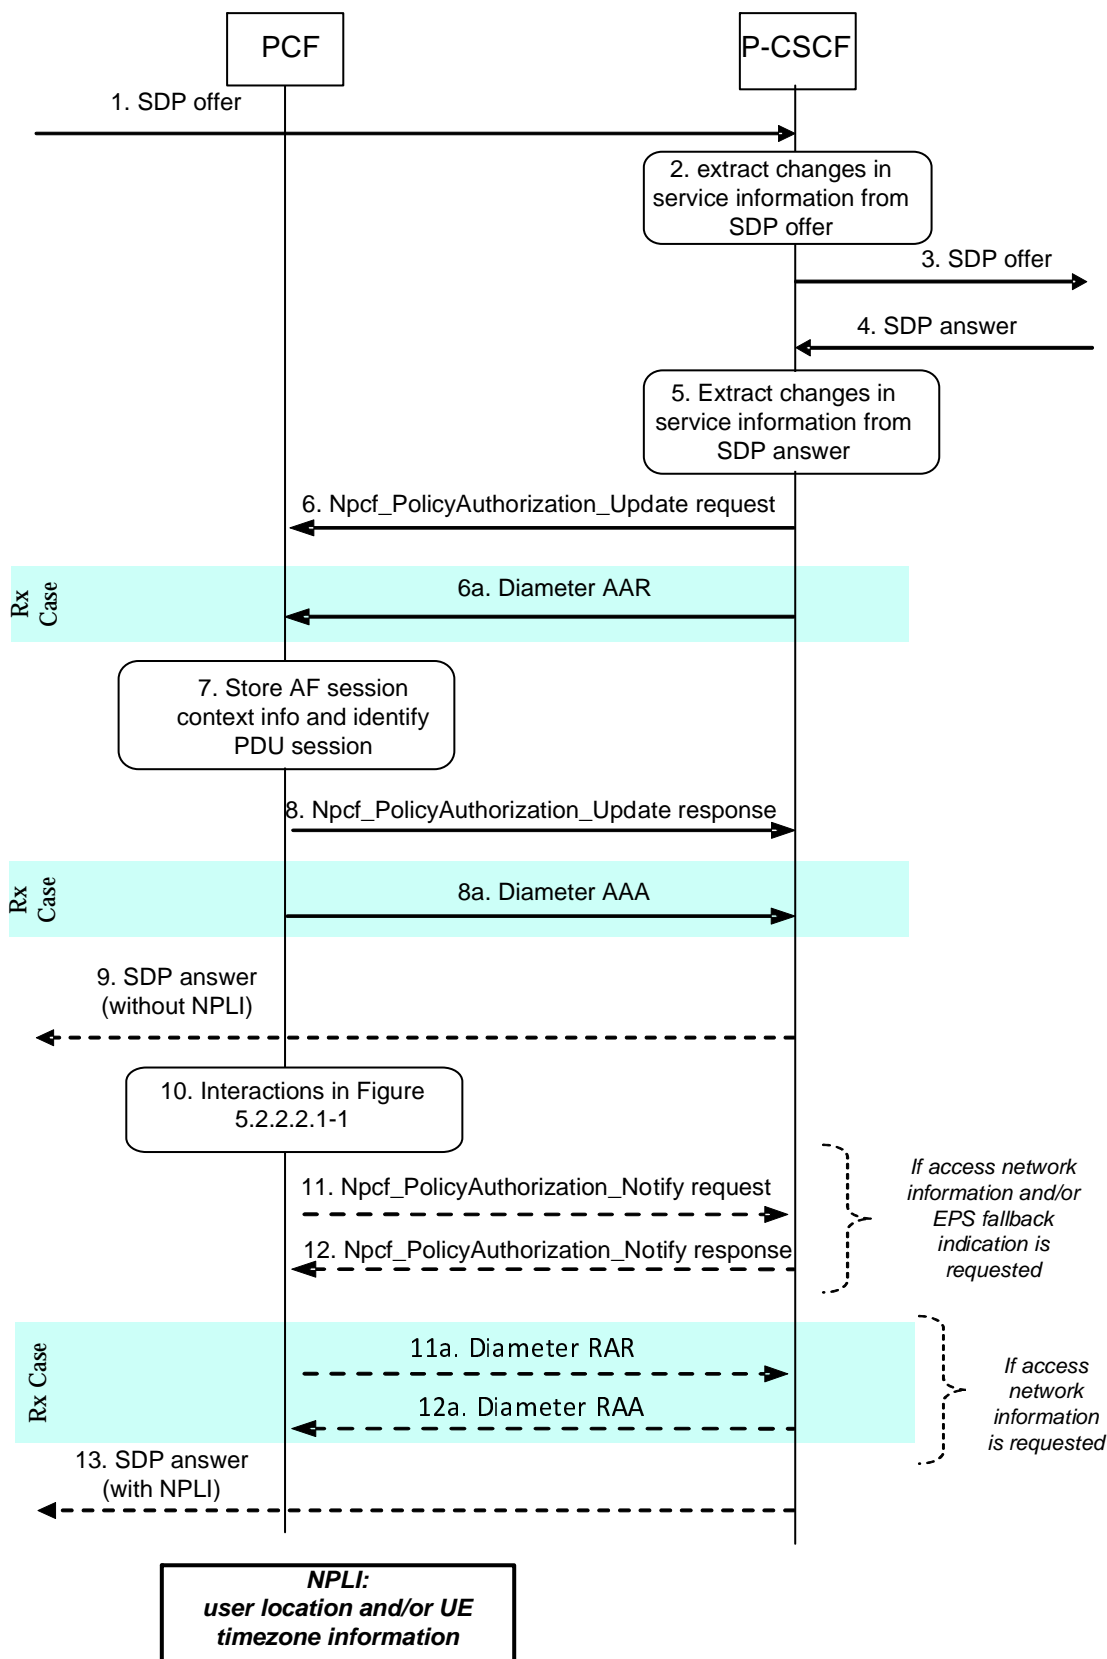 PCF
P-CSCF
1. SDP offer
2. extract changes in
service information from
SDP offer
3. SDP offer
4. SDP answer
5. Extract changes in
service information from
SDP answer
6. Npcf_PolicyAuthorization_Update request
Rx
Case
6a. Diameter AAR
7. Store AF session
context info and identify
PDU session
8. Npcf_PolicyAuthorization_Update response
Rx
Case
8a. Diameter AAA
9. SDP answer
(without NPLI)
10. Interactions in Figure
5.2.2.2.1-1
11. Npcf_PolicyAuthorization_Notify request
12. Npcf_PolicyAuthorization_Notify response
If access network
information and/or
EPS fallback
indication is
requested
Rx Case
11a. Diameter RAR
12a. Diameter RAA
If access
network
information
is requested
13. SDP answer
(with NPLI)
NPLI:
user location and/or UE
timezone information